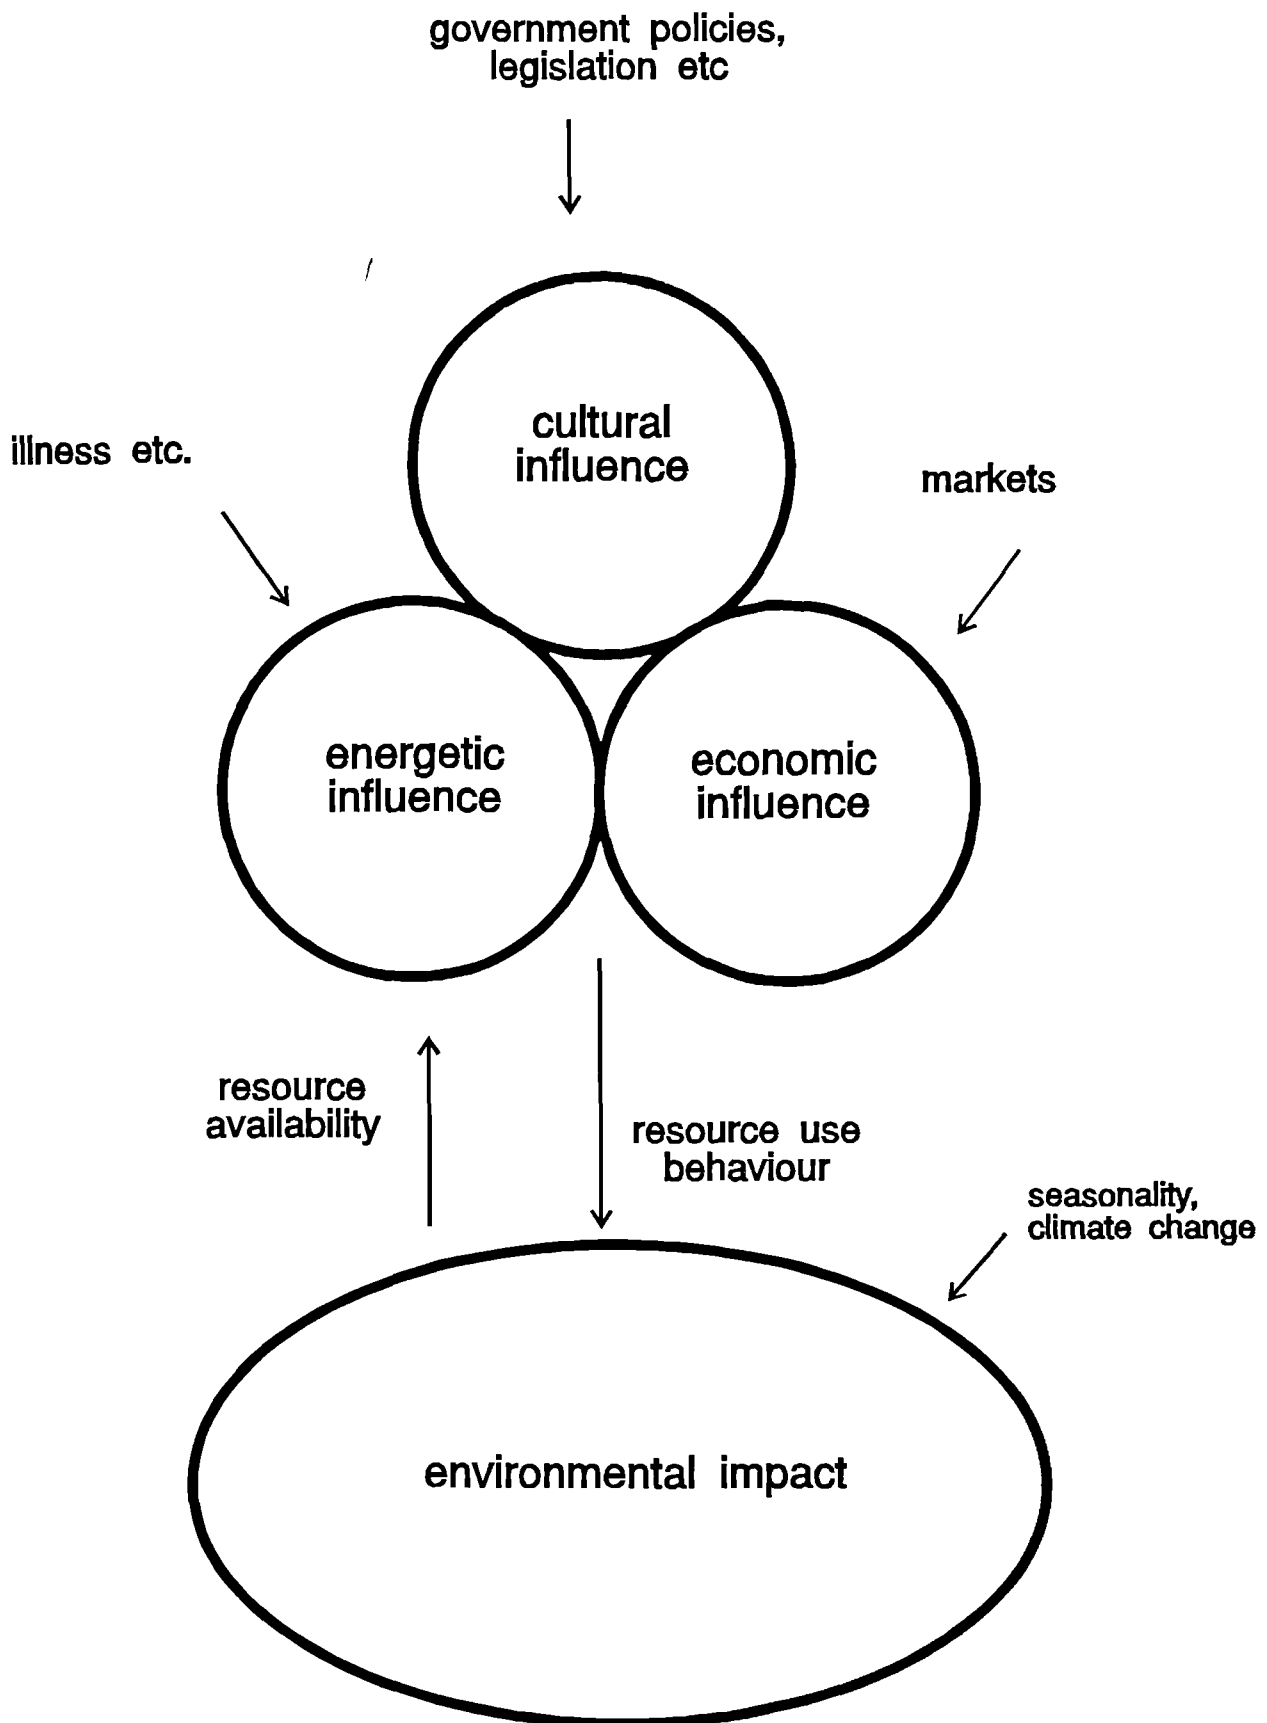 government policies,
legislation etc
cultural
influence
illness etc.
markets
energetic
influence
economic
influence
resource
availability
resource use
behaviour
seasonality,
climate change
environmental impact